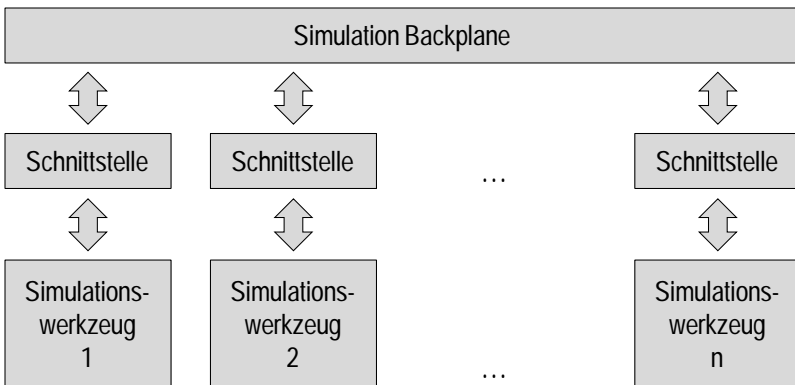 Simulation Backplane
Schnittstelle
Schnittstelle
...
Schnittstelle
Simulations-
werkzeug
1
Simulations-
werkzeug
2
...
Simulations-
werkzeug
n